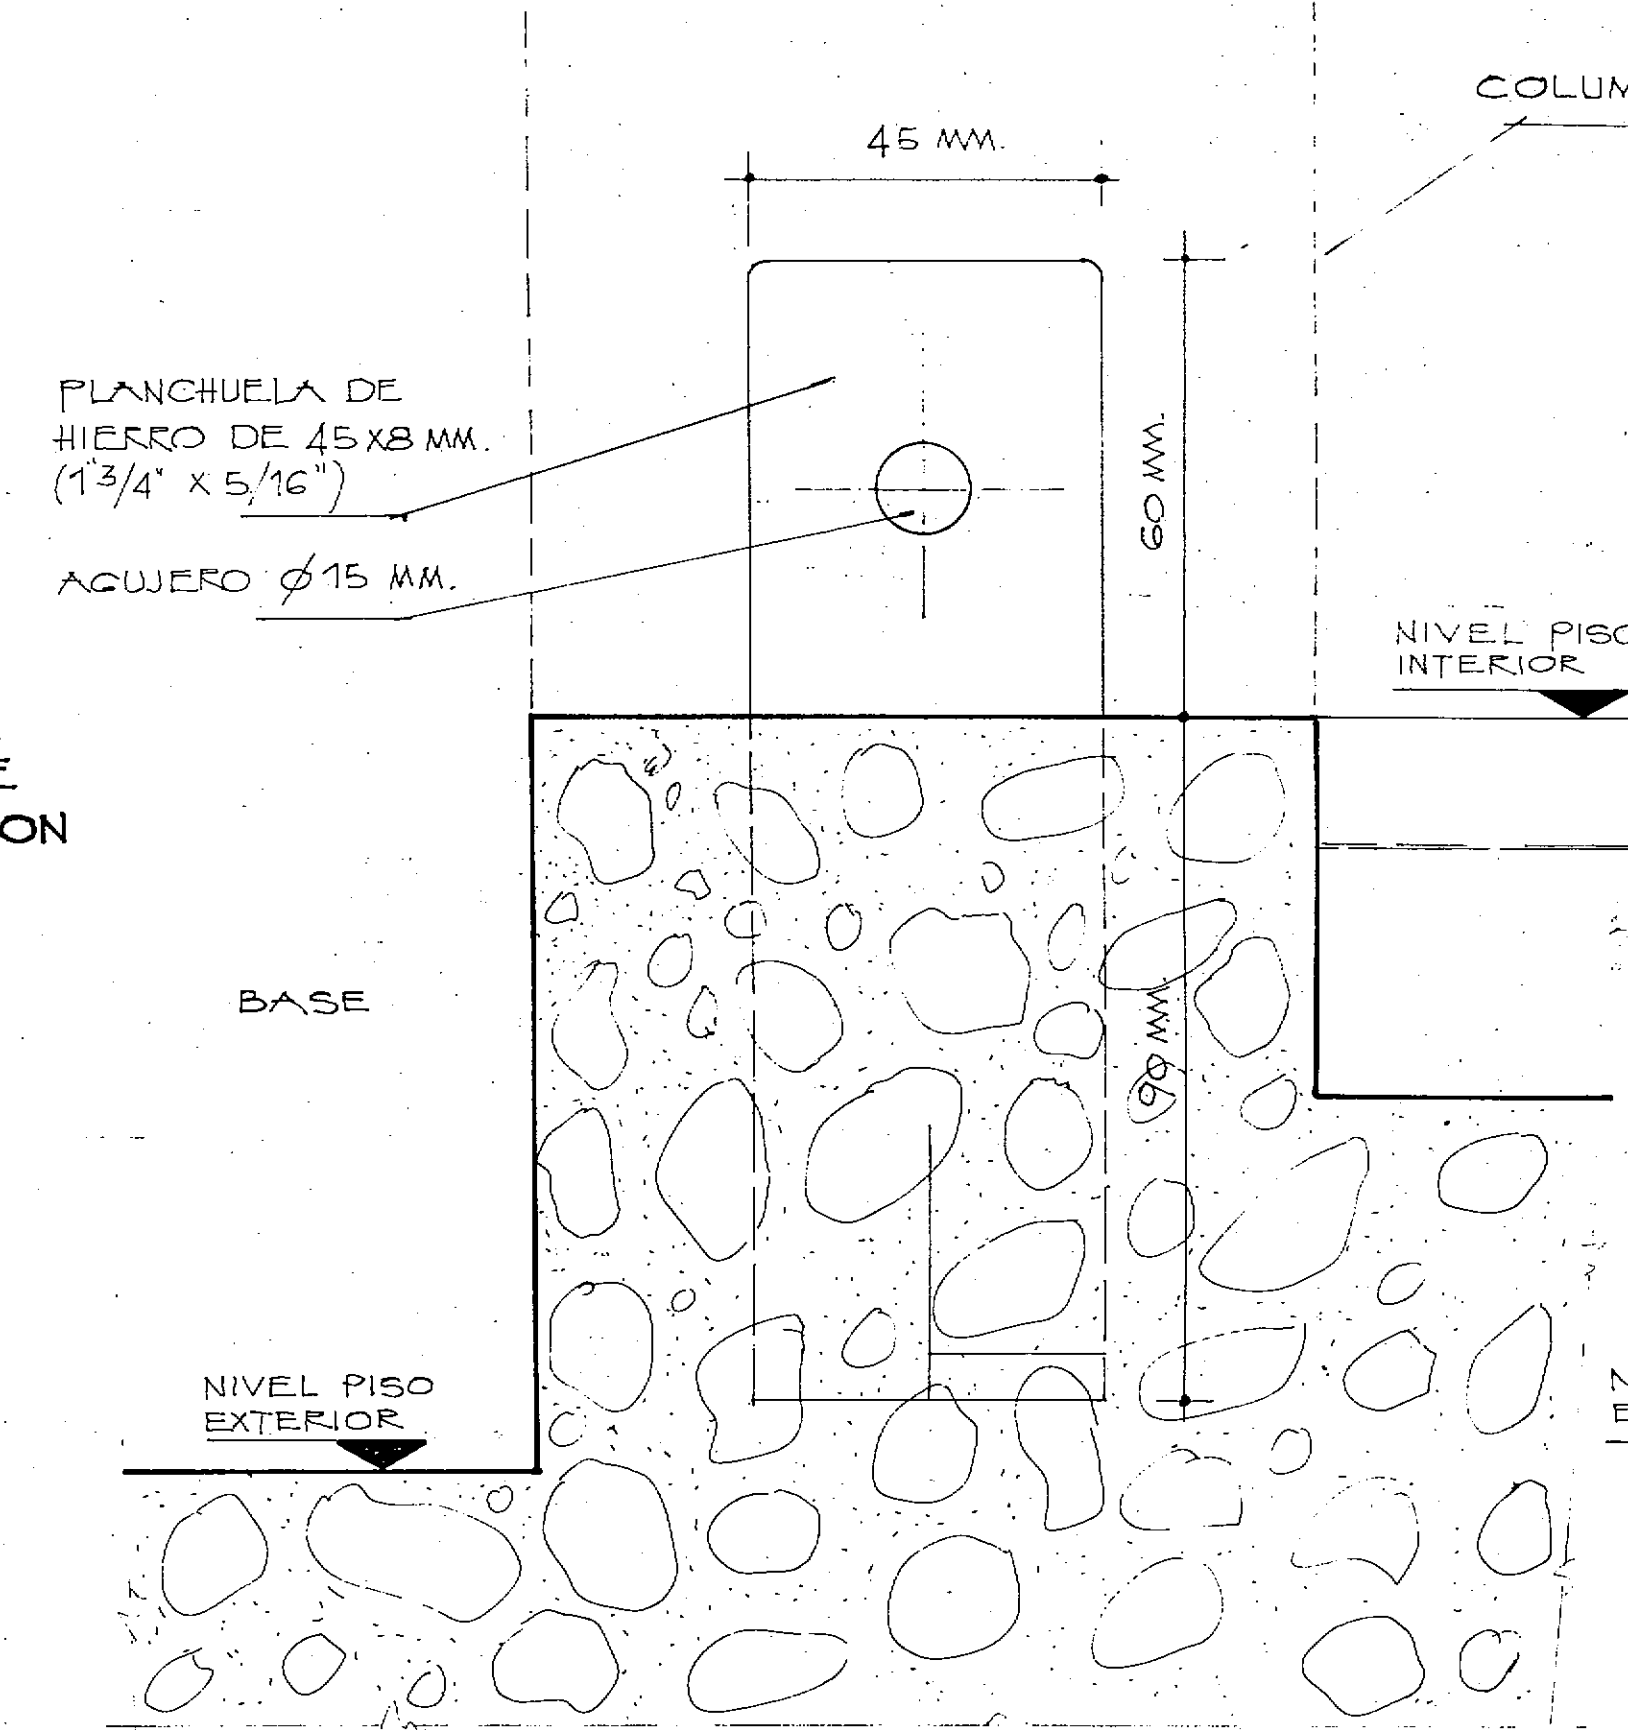 COLUM
45 MM.
PLANCHUELA DE
HIERRO DE 45X8 MM.
(1"3/4" X 5/16")
60 MM.
AGUJERO Ø15 MM.
NIVEL PISO
INTERIOR
E
ON
BASE
90 MM
NIVEL PISO
EXTERIOR
N
E